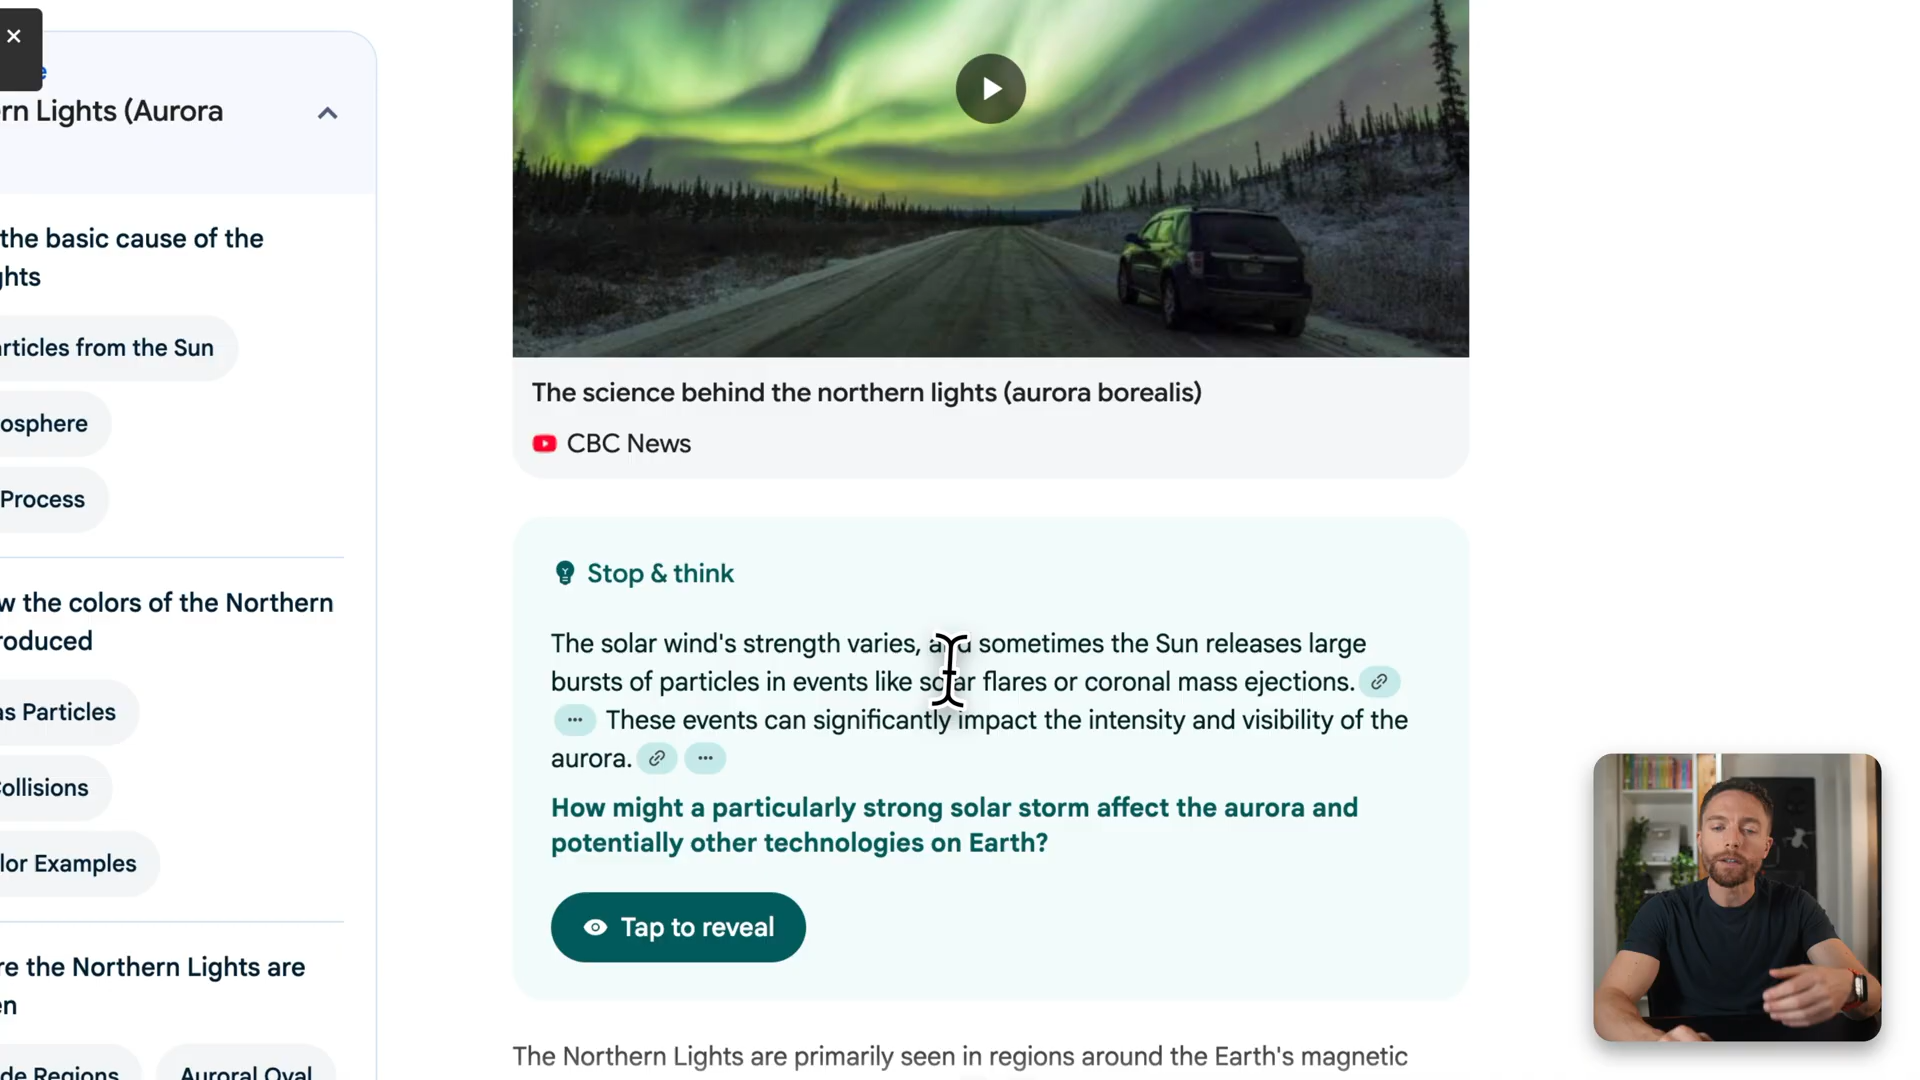 rn Lights (Aurora
the basic cause of the
ghts
articles from the Sun
osphere
Process
w the colors of the Northern
roduced
as Particles
Collisions
lor Examples
re the Northern Lights are
en
de Regions
Auroral Oval
The science behind the northern lights (aurora borealis)
CBC News
Stop & think
The solar wind's strength varies, and sometimes the Sun releases large
bursts of particles in events like solar flares or coronal mass ejections.
These events can significantly impact the intensity and visibility of the
aurora.
How might a particularly strong solar storm affect the aurora and
potentially other technologies on Earth?
Tap to reveal
The Northern Lights are primarily seen in regions around the Earth's magnetic